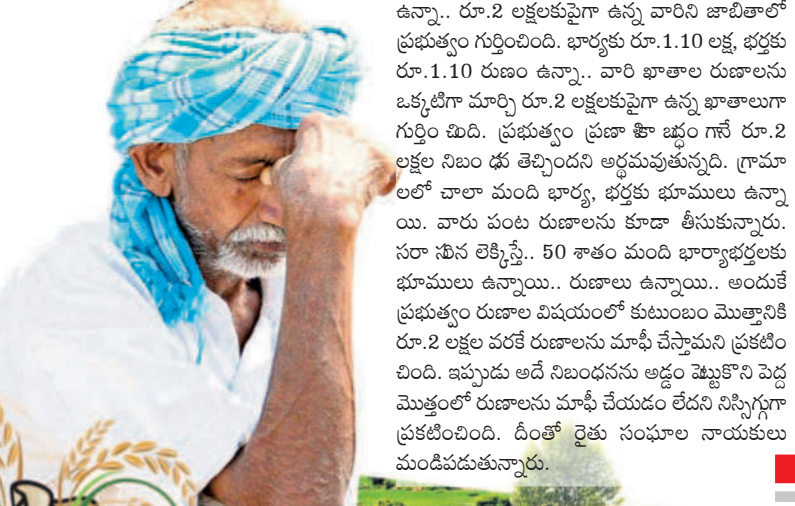 ఉన్నా.. రూ.2 లక్షలకుపైగా ఉన్న వారిని జాబితాలో
ప్రభుత్వం గుర్తించింది. భార్యకు రూ.1.10 లక్ష, భర్తకు
రూ.1.10 రుణం ఉన్నా.. వారి ఖాతాల రుణాలను
ఒక్కటిగా మార్చి రూ.2 లక్షలకుపైగా ఉన్న ఖాతాలుగా
గుర్తిం చింది. ప్రభుత్వం గానే రూ.2
లక్షల నిబం ధన తెచ్చిందని అర్థమవుతున్నది. గ్రామా
లలో చాలా మంది భార్య, భర్తకు భూములు ఉన్నా
యి. వారు పంట రుణాలను కూడా తీసుకున్నారు.
సరా సరిన లెక్కిస్తే.. 50 శాతం మంది భార్యాభర్తలకు
భూములు ఉన్నాయి.. రుణాలు ఉన్నాయి.. అందుకే
ప్రభుత్వం రుణాల విషయంలో కుటుంబం మొత్తానికి
రూ.2 లక్షల వరకే రుణాలను మాఫీ చేస్తామని ప్రకటిం
చింది. ఇప్పుడు అదే నిబంధనను అడ్డం పెట్టుకొని పెద్ద
మొత్తంలో రుణాలను మాఫీ చేయడం లేదని నిస్సిగ్గుగా
ప్రకటించింది. దీంతో రైతు సంఘాల నాయకులు
మండిపడుతున్నారు.